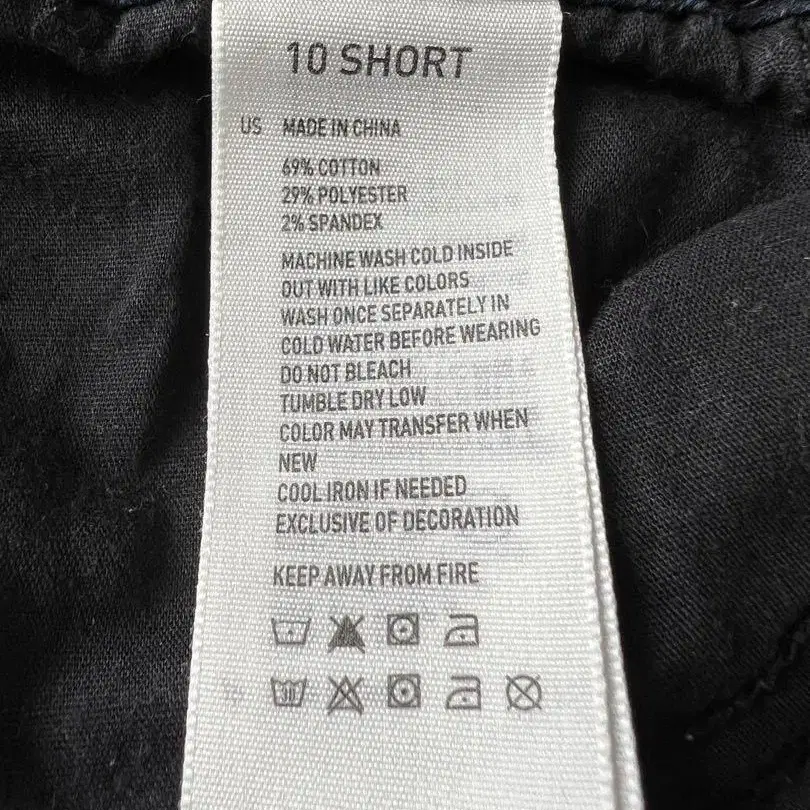 10 SHORT
US MADE IN CHINA
69% COTTON
29% POLYESTER
2% SPANDEX
MACHINE WASH COLD INSIDE
OUT WITH LIKE COLORS
WASH ONCE SEPARATELY IN
COLD WATER BEFORE WEARING
DO NOT BLEACH
TUMBLE DRY LOW
COLOR MAY TRANSFER WHEN
NEW
COOL IRON IF NEEDED
EXCLUSIVE OF DECORATION
KEEP AWAY FROM FIRE
30